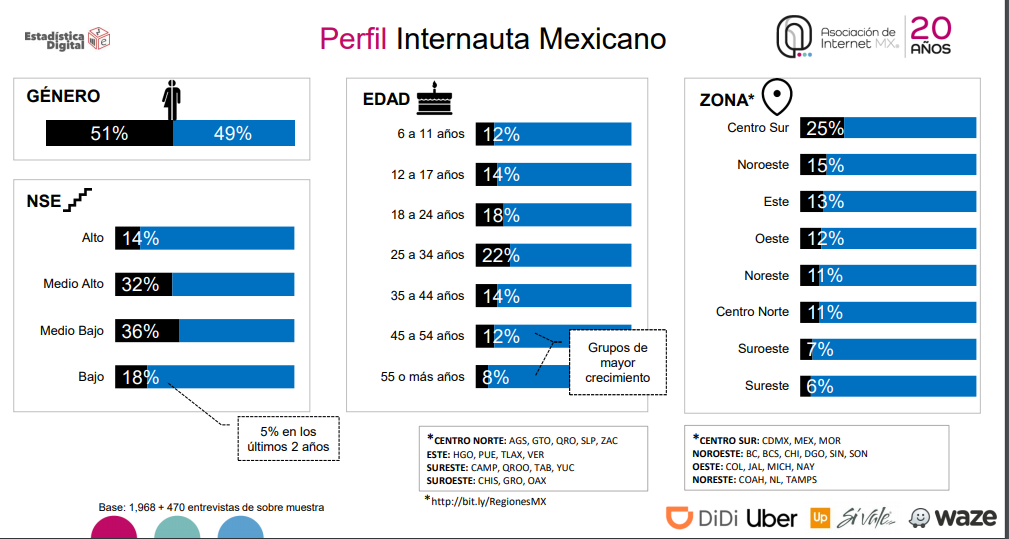 Estadística
Digital
Perfil Internauta Mexicano
Asociación de
Internet MX®
20
AÑOS
GÉNERO
51% 49%
NSE
Alto 14%
Medio Alto 32%
Medio Bajo 36%
Bajo 18%
5% en los
últimos 2 años
EDAD
6 a 11 años 12%
12 a 17 años 14%
18 a 24 años 18%
25 a 34 años 22%
35 a 44 años 14%
45 a 54 años 12%
55 o más años 8%
Grupos de
mayor
crecimiento
ZONA*
Centro Sur 25%
Noroeste 15%
Este 13%
Oeste 12%
Noreste 11%
Centro Norte 11%
Suroeste 7%
Sureste 6%
*CENTRO NORTE: AGS, GTO, QRO, SLP, ZAC
ESTE: HGO, PUE, TLAX, VER
SURESTE: CAMP, QROO, TAB, YUC
SUROESTE: CHIS, GRO, OAX
*http://bit.ly/RegionesMX
*CENTRO SUR: CDMX, MEX, MOR
NOROESTE: BC, BCS, CHI, DGO, SIN, SON
OESTE: COL, JAL, MICH, NAY
NORESTE: COAH, NL, TAMPS
Base: 1,968 + 470 entrevistas de sobre muestra
DiDi Uber Up Sí Vale waze